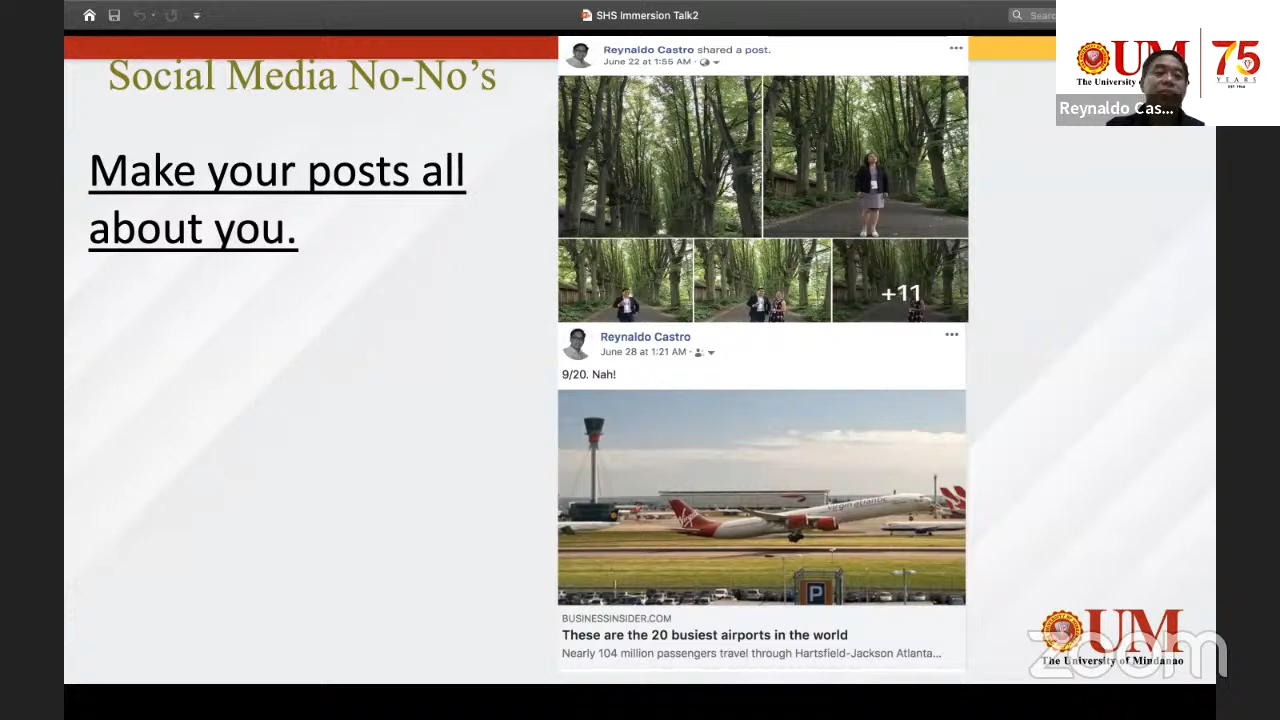 SHS Immersion Talk2
Social Media No-No's
Make your posts all
about you.
Reynaldo Castro shared a post.
June 22 at 1:55 AM
+11
Reynaldo Castro
June 28 at 1:21 AM
9/20. Nah!
Virgin atlantic
P
BUSINESSINSIDER.COM
These are the 20 busiest airports in the world
Nearly 104 million passengers travel through Hartsfield-Jackson Atlanta...
UM
The University of Mindanao
zoom
UM
75
YEARS
The University
Reynaldo Cas...